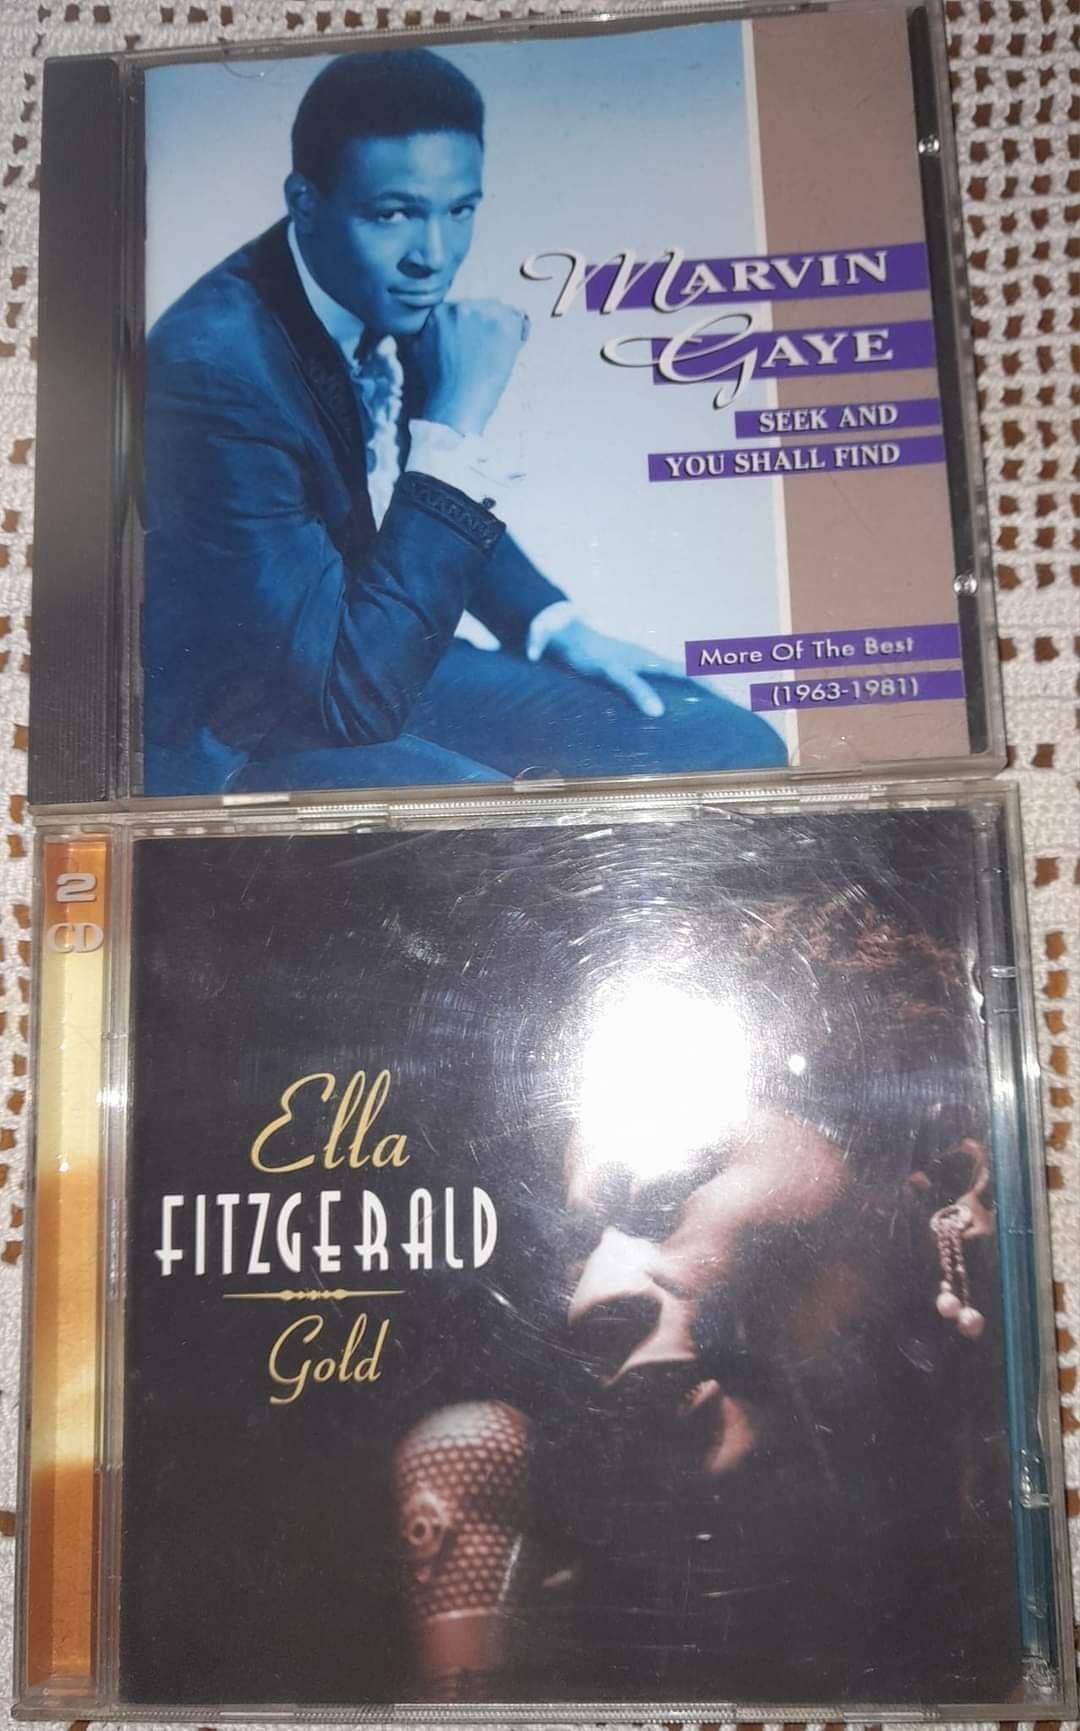 MARVIN
GAYE
SEEK AND
YOU SHALL FIND
More Of The Best
(1963-1981)
2
CD
Ella
FITZGERALD
Gold